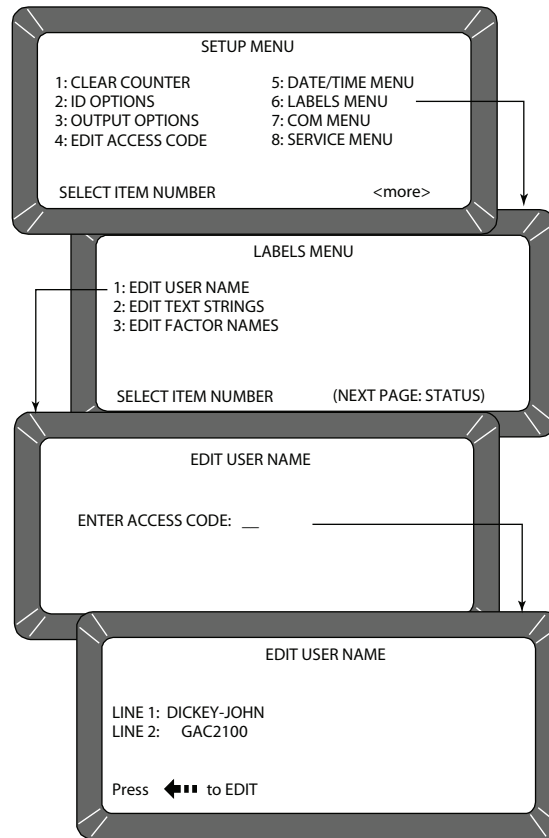 SETUP MENU
1: CLEAR COUNTER
2: ID OPTIONS
3: OUTPUT OPTIONS
4: EDIT ACCESS CODE
5: DATE/TIME MENU
6: LABELS MENU
7: COM MENU
8: SERVICE MENU
SELECT ITEM NUMBER <more>
LABELS MENU
1: EDIT USER NAME
2: EDIT TEXT STRINGS
3: EDIT FACTOR NAMES
SELECT ITEM NUMBER (NEXT PAGE: STATUS)
EDIT USER NAME
ENTER ACCESS CODE: __
EDIT USER NAME
LINE 1: DICKEY-JOHN
LINE 2: GAC2100
Press to EDIT